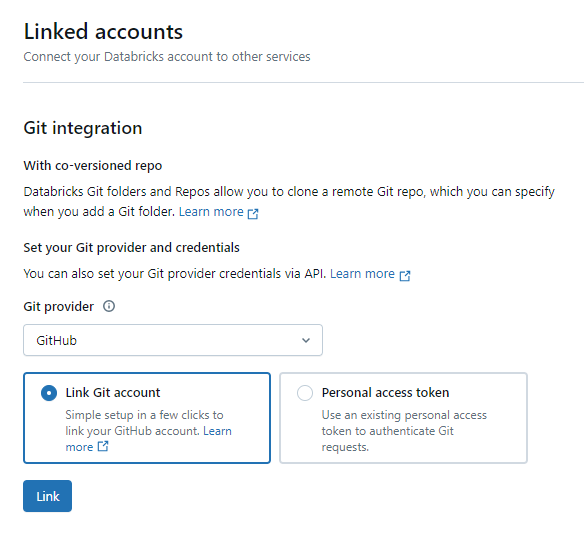 Linked accounts
Connect your Databricks account to other services
Git integration
With co-versioned repo
Databricks Git folders and Repos allow you to clone a remote Git repo, which you can specify
when you add a Git folder. Learn more
Set your Git provider and credentials
You can also set your Git provider credentials via API. Learn more
Git provider
GitHub
Link Git account
Simple setup in a few clicks to
link your GitHub account. Learn
more
Personal access token
Use an existing personal access
token to authenticate Git
requests.
Link